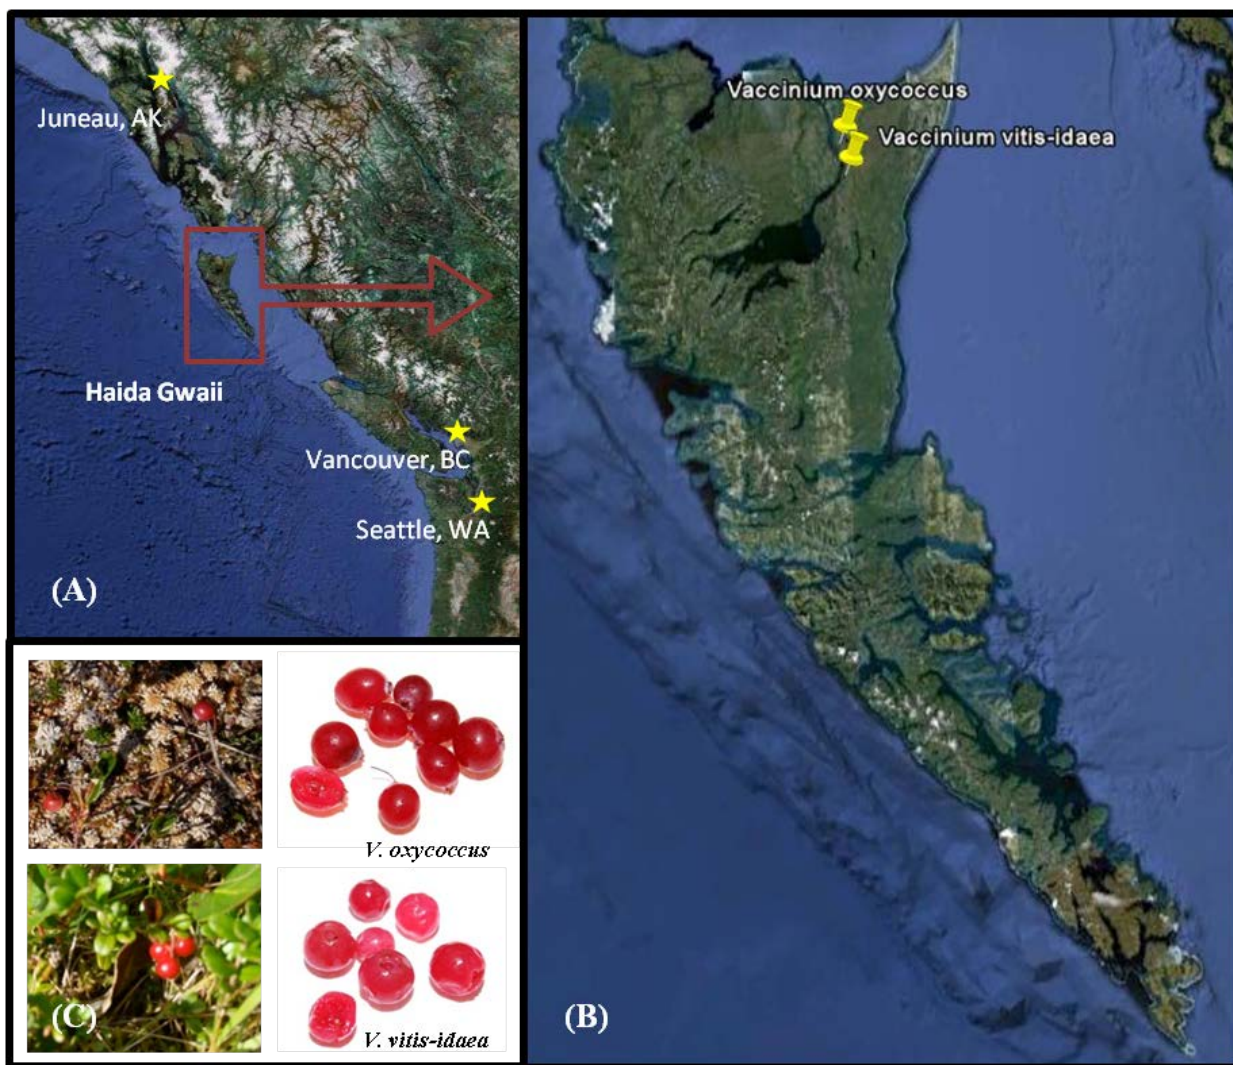 Juneau, AK
Haida Gwaii
Vancouver, BC
Seattle, WA
(A)
Vaccinium oxycoccus
Vaccinium vitis-idaea
(B)
V. oxycoccus
V. vitis-idaea
(C)